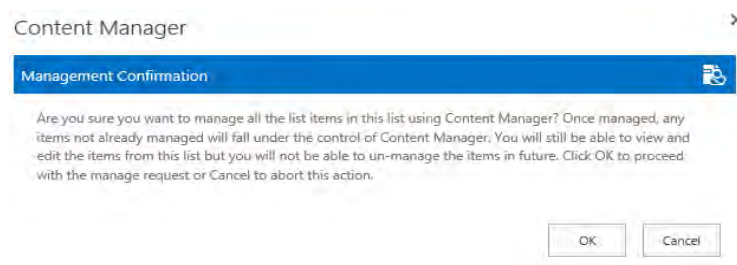 Content Manager
Management Confirmation
Are you sure you want to manage all the list items in this list using Content Manager? Once managed, any
items not already managed will fall under the control of Content Manager. You will still be able to view and
edit the items from this list but you will not be able to un-manage the items in future. Click OK to proceed
with the manage request or Cancel to abort this action.
OK Cancel